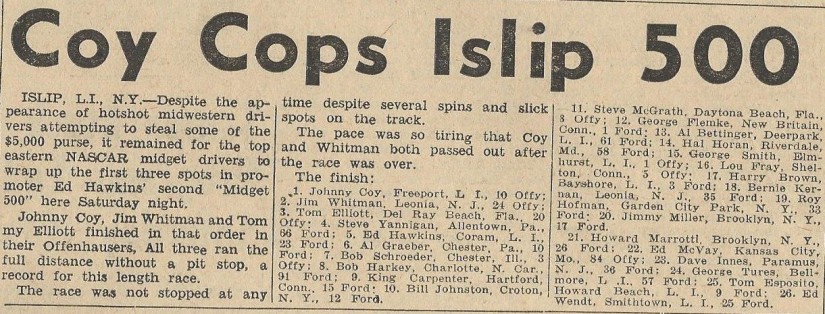 Coy Cops Islip 500
ISLIP, L.I., N.Y.—Despite the ap-
pearance of hotshot midwestern dri-
vers attempting to steal some of the
$5,000 purse, it remained for the top
eastern NASCAR midget drivers to
wrap up the first three spots in pro-
moter Ed Hawkins' second "Midget
500" here Saturday night.
Johnny Coy, Jim Whitman and Tom
my Elliott finished in that order in
their Offenhausers, All three ran the
full distance without a pit stop, a
record for this length race.
The race was not stopped at any
time despite several spins and slick
spots on the track.
The pace was so tiring that Coy
and Whitman both passed out after
the race was over.
The finish:
1. Johnny Coy, Freeport, L I., 10 Offy;
2. Jim Whitman, Leonia, N. J., 24 Offy;
3. Tom Elliott, Del Ray Beach, Fla., 20
Offy; 4. Steve Yannigan, Allentown, Pa.,
96 Ford; 5. Ed Hawkins, Coram, L. I.,
23 Ford; 6. Al Graeber, Chester, Pa., 10
Ford; 7. Bob Schroeder, Chester, Ill., 3
Offy; 8. Bob Harkey, Charlotte, N. Car.,
91 Ford; 9. King Carpenter, Hartford,
Conn., 15 Ford; 10. Bill Johnston, Croton,
N. Y., 12 Ford.
11. Steve McGrath, Daytona Beach, Fla.,
8 Offy; 12. George Flemke, New Britain,
Conn., 1 Ford; 13. Al Bettinger, Deerpark,
L. I., 61 Ford; 14. Hal Horan, Riverdale,
Md., 58 Ford; 15. George Smith, Elm-
hurst, L. I., 1 Offy; 16. Lou Fray, Shel-
ton, Conn., 5 Offy; 17. Harry Brown,
Bayshore, L. I., 3 Ford; 18. Bernie Ker-
nan, Leonia, N. J., 35 Ford; 19. Roy
Hofman, Garden City Park, N. Y., 33
Ford; 20. Jimmy Miller, Brooklyn, N. Y.,
17 Ford.
21. Howard Marrotti, Brooklyn, N. Y.,
26 Ford; 22. Ed McVay, Kansas City,
Mo., 84 Offy; 23. Dave Innes, Paramus,
N. J., 36 Ford; 24. George Tures, Bell-
more, L .I., 57 Ford; 25. Tom Esposito,
Howard Beach, L. I., 9 Ford; 26. Ed
Wendt, Smithtown, L. I., 25 Ford.